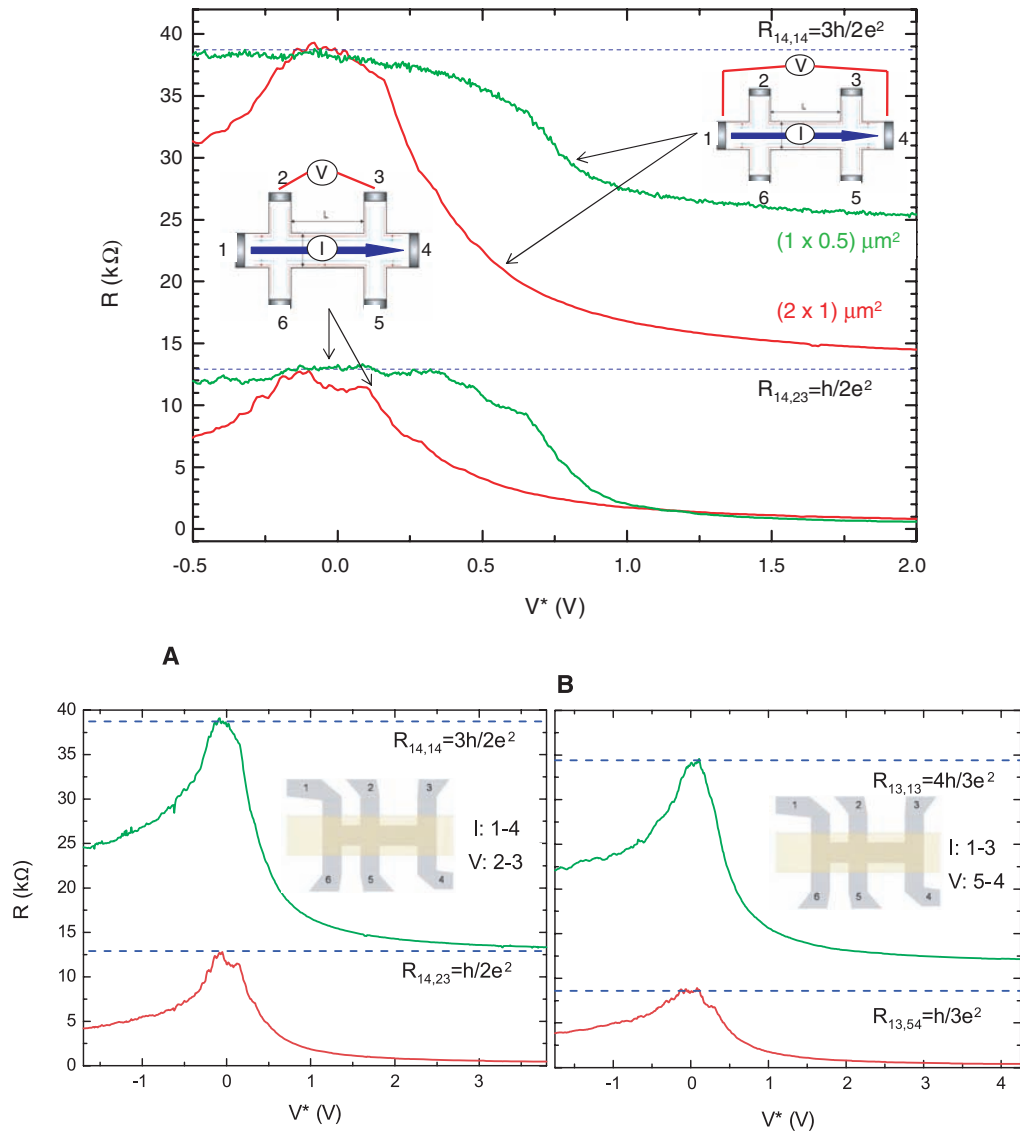 R14,14=3h/2e²
40
35
30
25
20
15
10
5
0
R (kΩ)
V
2 3
L
1 I 4
6 5
V
2 3
L
1 I 4
6 5
(1 x 0.5) μm²
(2 x 1) μm²
R14,23=h/2e²
-0.5 0.0 0.5 1.0 1.5 2.0
V* (V)
A
40
35
30
25
20
15
10
5
0
R (kΩ)
R14,14=3h/2e²
1 2 3
6 5 4
I: 1-4
V: 2-3
R14,23=h/2e²
-1 0 1 2 3
V* (V)
B
R13,13=4h/3e²
1 2 3
6 5 4
I: 1-3
V: 5-4
R13,54=h/3e²
-1 0 1 2 3 4
V* (V)